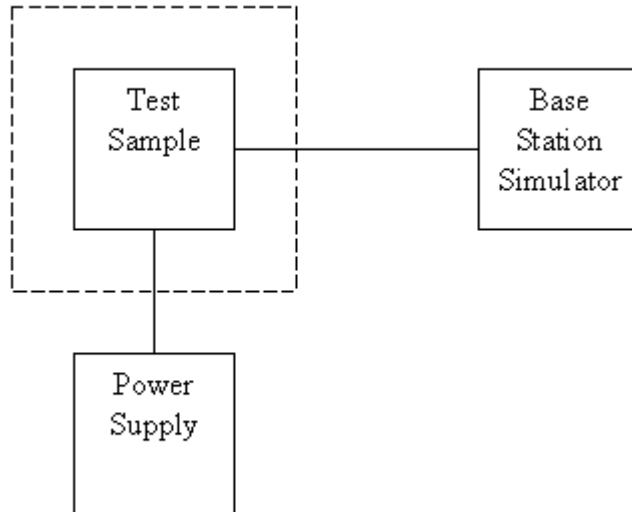 Test
Sample
Base
Station
Simulator
Power
Supply